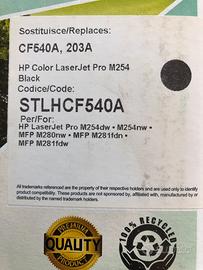 Sostituisce/Replaces:
CF540A, 203A
HP Color LaserJet Pro M254
Black
Codice/Code:
STLHCF540A
Per/For:
HP LaserJet Pro M254dw • M254nw •
MFP M280nw • MFP M281fdn •
MFP M281fdw
All trademarks referenced are the property of their respective holders and are used only to identify
product compatibility. These products are not sponsored by, affiliated with, manufactured by
or distributed by the named trademark holders.
PREMIUM
QUALITY
PRODUCT
100% RECYCLED